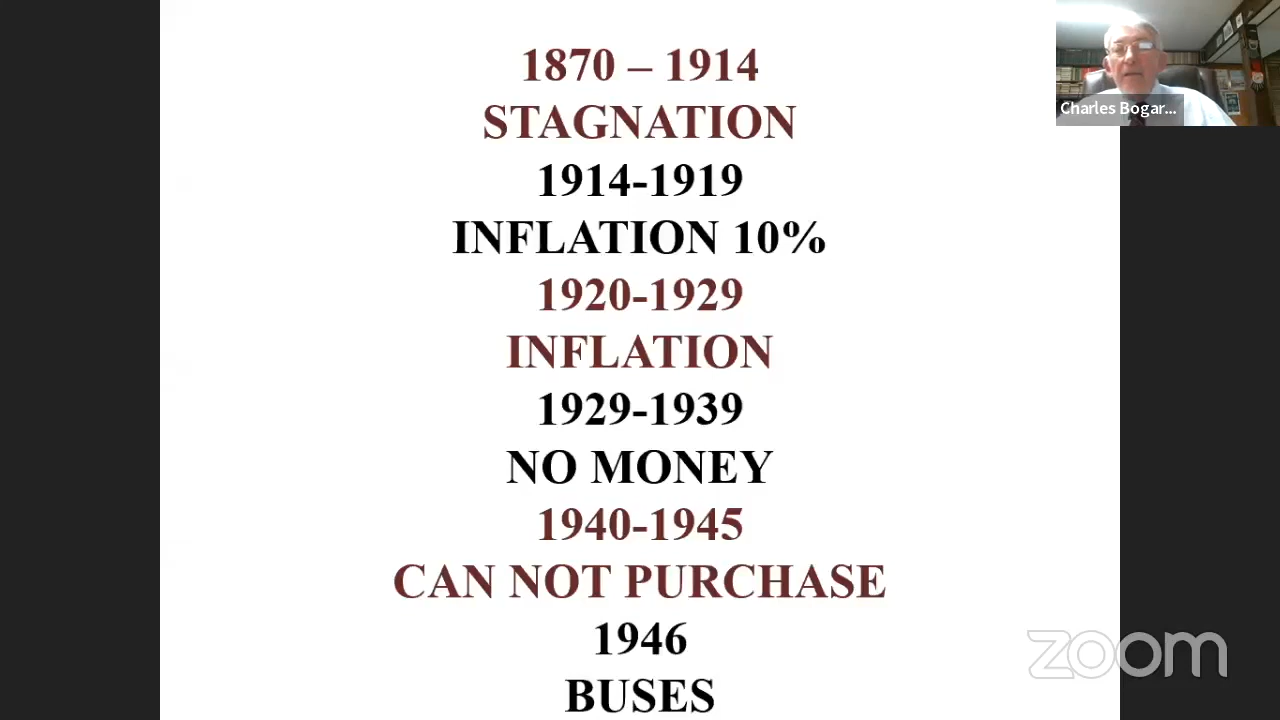 1870 – 1914
STAGNATION
1914-1919
INFLATION 10%
1920-1929
INFLATION
1929-1939
NO MONEY
1940-1945
CAN NOT PURCHASE
1946
BUSES
Charles Bogar...
zoom